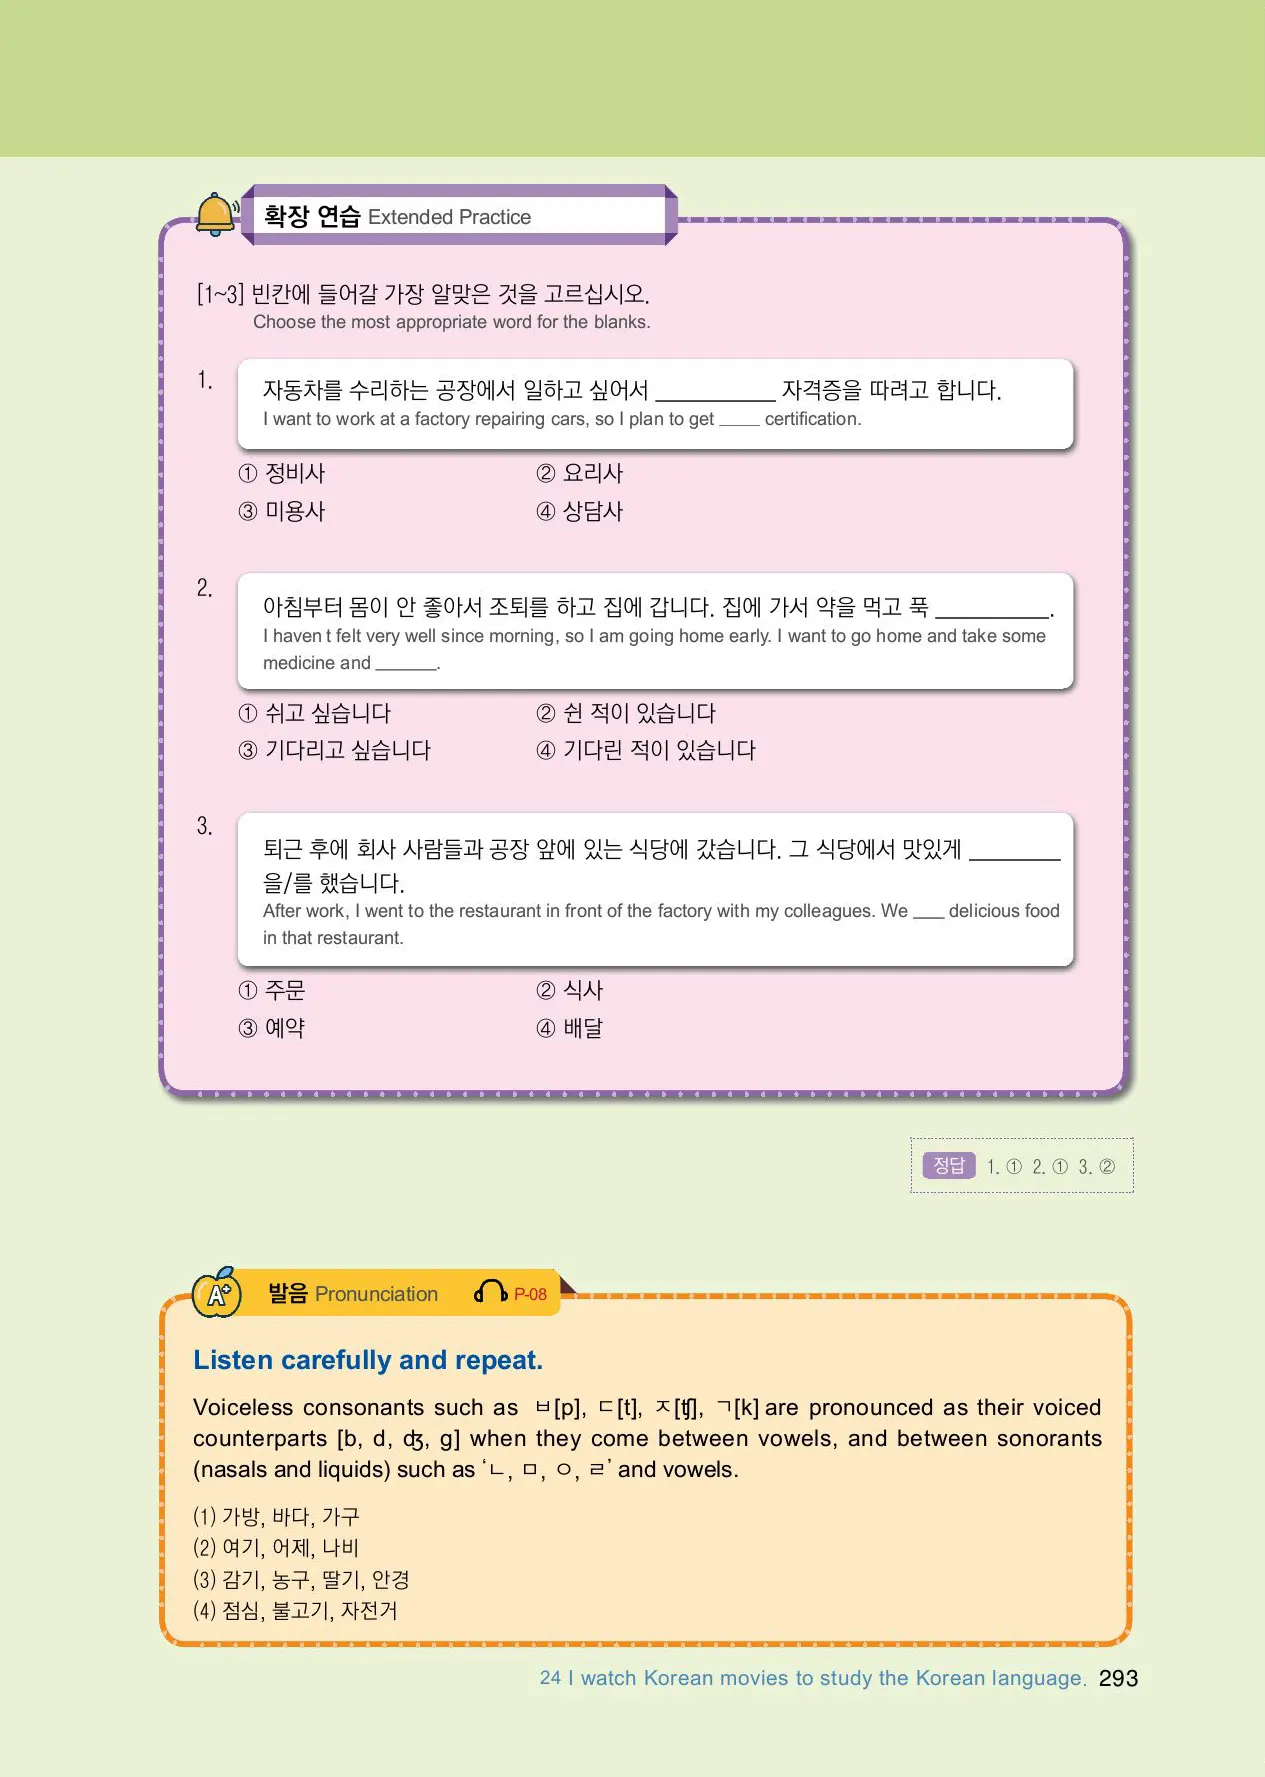 확장 연습 Extended Practice
[1~3] 빈칸에 들어갈 가장 알맞은 것을 고르십시오.
Choose the most appropriate word for the blanks.
1.
자동차를 수리하는 공장에서 일하고 싶어서 __________ 자격증을 따려고 합니다.
I want to work at a factory repairing cars, so I plan to get ____ certification.
① 정비사 ② 요리사
③ 미용사 ④ 상담사
2.
아침부터 몸이 안 좋아서 조퇴를 하고 집에 갑니다. 집에 가서 약을 먹고 푹 __________.
I haven t felt very well since morning, so I am going home early. I want to go home and take some
medicine and ______.
① 쉬고 싶습니다 ② 쉰 적이 있습니다
③ 기다리고 싶습니다 ④ 기다린 적이 있습니다
3.
퇴근 후에 회사 사람들과 공장 앞에 있는 식당에 갔습니다. 그 식당에서 맛있게 ________
을/를 했습니다.
After work, I went to the restaurant in front of the factory with my colleagues. We ___ delicious food
in that restaurant.
① 주문 ② 식사
③ 예약 ④ 배달
정답 1. ① 2. ① 3. ②
A+ 발음 Pronunciation P-08
Listen carefully and repeat.
Voiceless consonants such as ㅂ[p], ㄷ[t], ㅈ[ʧ], ㄱ[k] are pronounced as their voiced
counterparts [b, d, ʤ, g] when they come between vowels, and between sonorants
(nasals and liquids) such as ‘ㄴ, ㅁ, ㅇ, ㄹ’ and vowels.
(1) 가방, 바다, 가구
(2) 여기, 어제, 나비
(3) 감기, 농구, 딸기, 안경
(4) 점심, 불고기, 자전거
24 I watch Korean movies to study the Korean language. 293